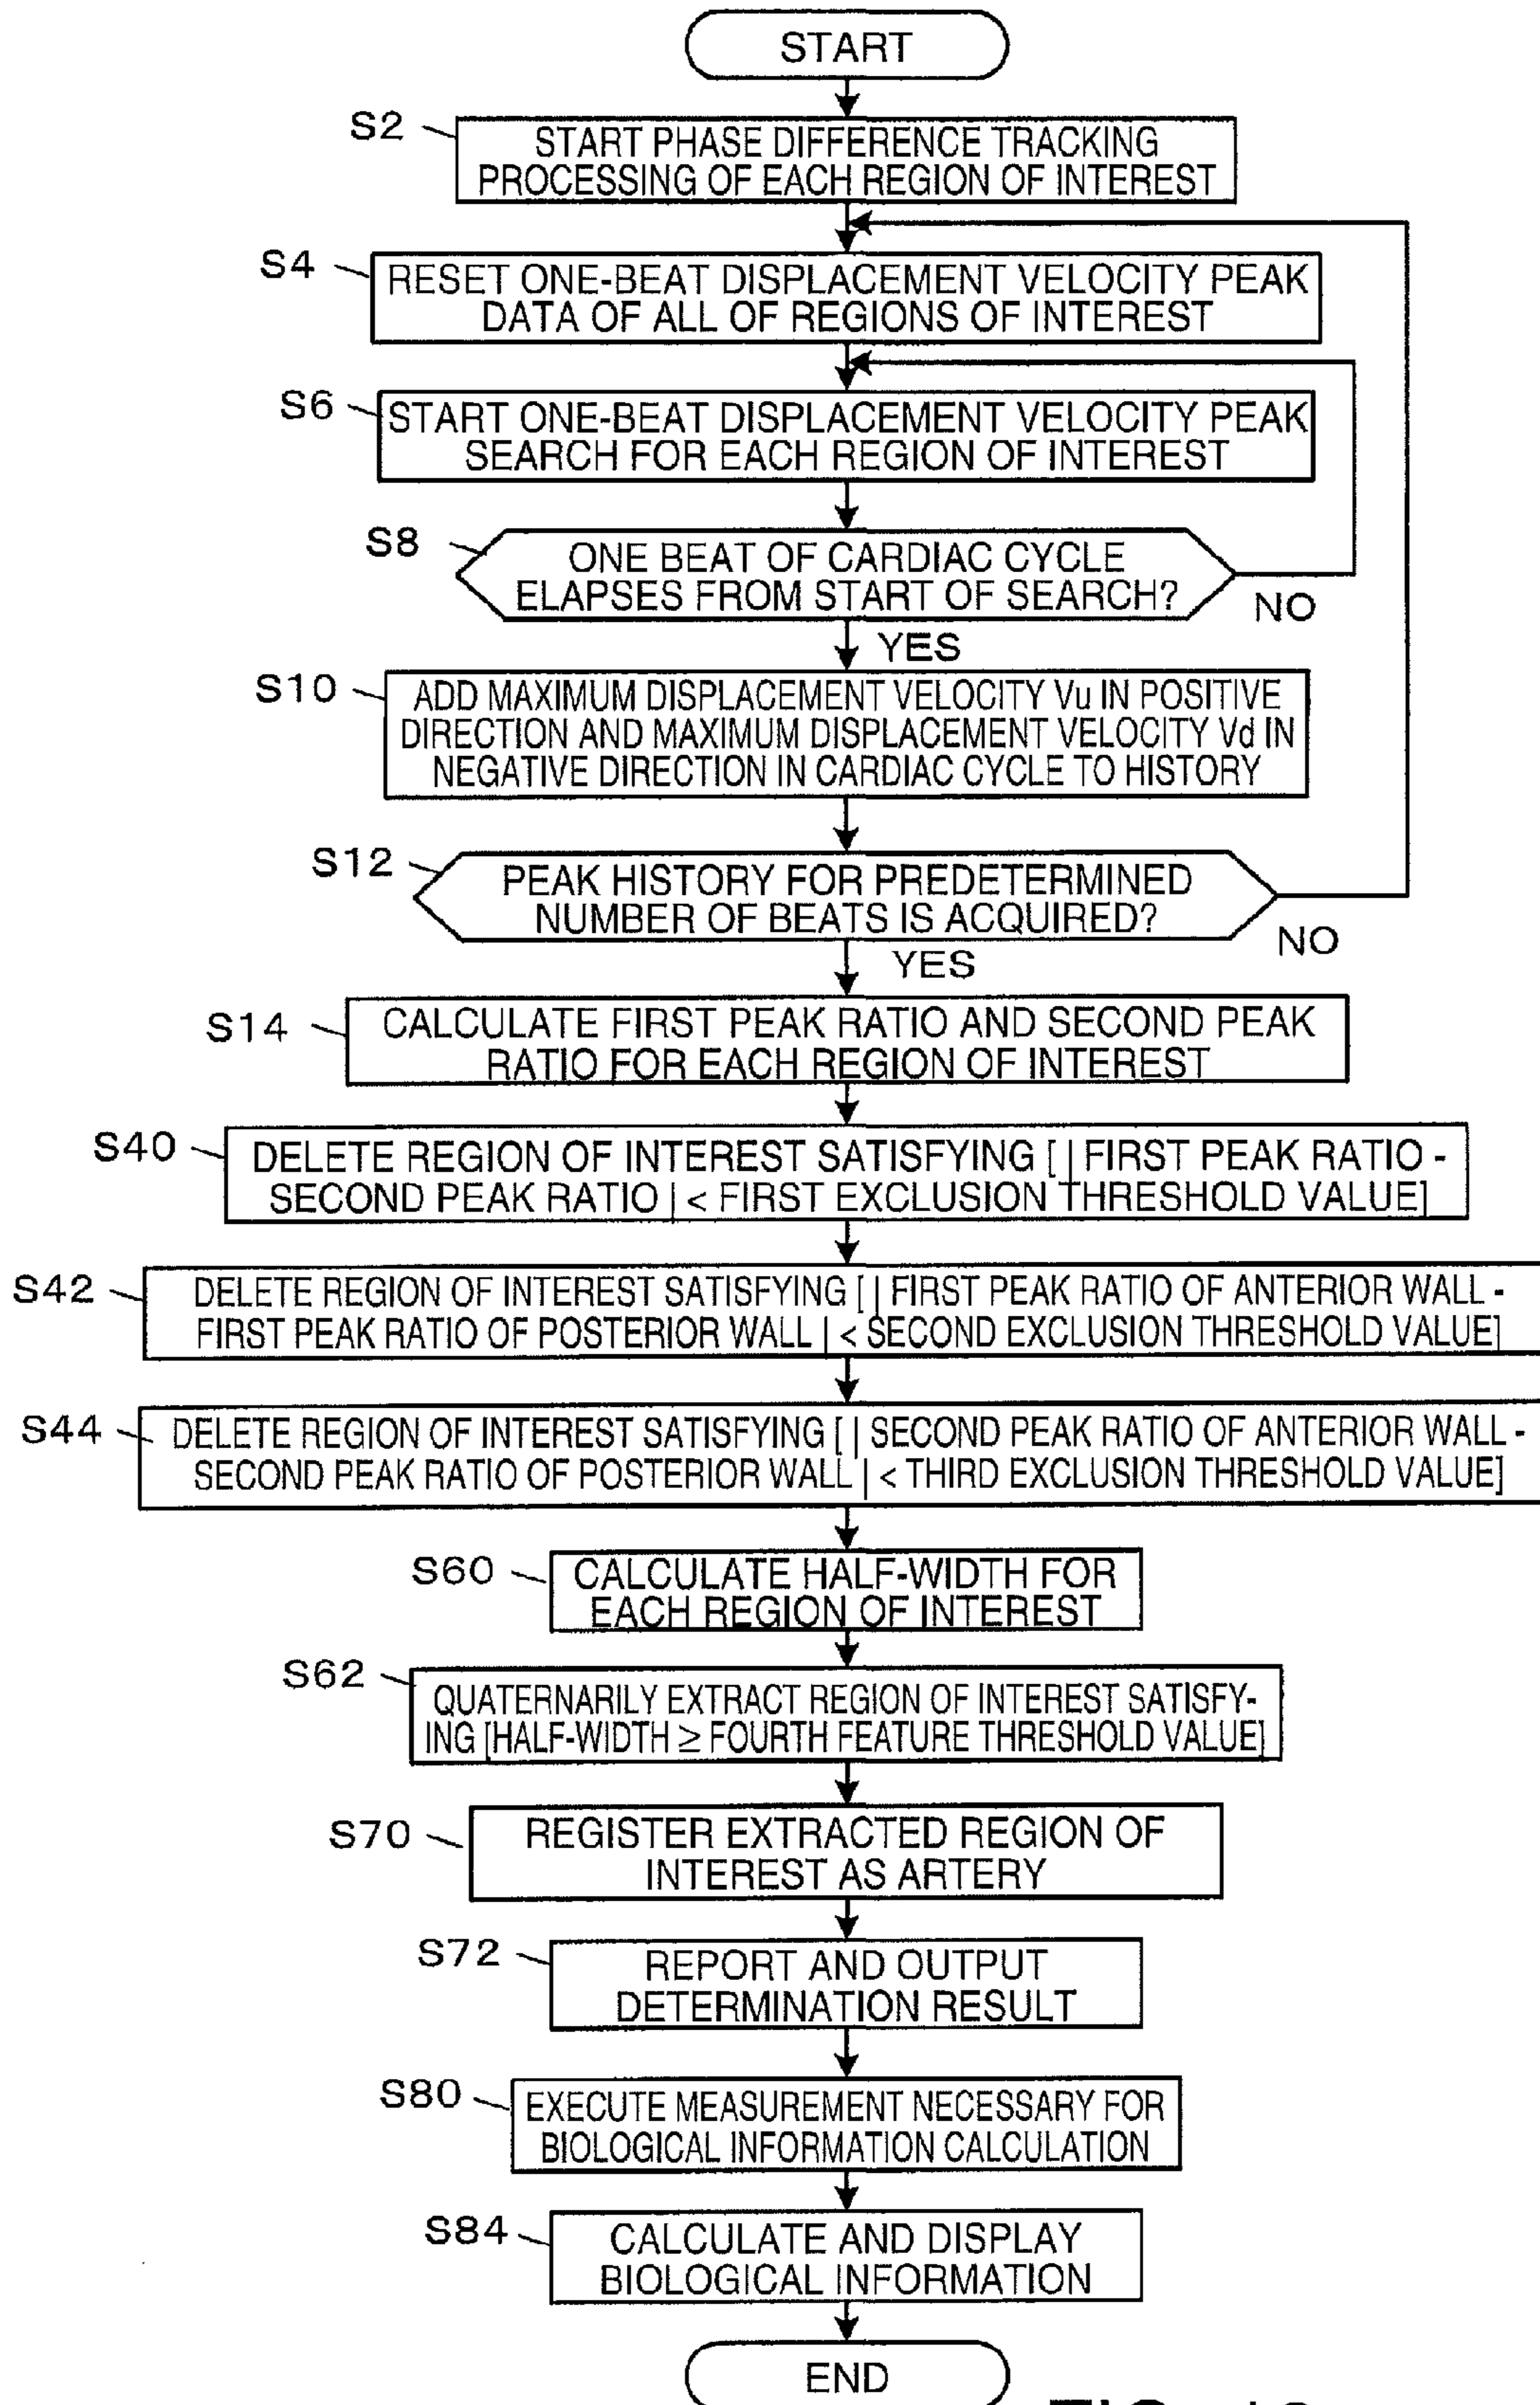 START
S2
START PHASE DIFFERENCE TRACKING
PROCESSING OF EACH REGION OF INTEREST
S4
RESET ONE-BEAT DISPLACEMENT VELOCITY PEAK
DATA OF ALL OF REGIONS OF INTEREST
S6
START ONE-BEAT DISPLACEMENT VELOCITY PEAK
SEARCH FOR EACH REGION OF INTEREST
S8
ONE BEAT OF CARDIAC CYCLE
ELAPSES FROM START OF SEARCH?
NO
YES
S10
ADD MAXIMUM DISPLACEMENT VELOCITY Vu IN POSITIVE
DIRECTION AND MAXIMUM DISPLACEMENT VELOCITY Vd IN
NEGATIVE DIRECTION IN CARDIAC CYCLE TO HISTORY
S12
PEAK HISTORY FOR PREDETERMINED
NUMBER OF BEATS IS ACQUIRED?
NO
YES
S14
CALCULATE FIRST PEAK RATIO AND SECOND PEAK
RATIO FOR EACH REGION OF INTEREST
S40
DELETE REGION OF INTEREST SATISFYING [ | FIRST PEAK RATIO -
SECOND PEAK RATIO | < FIRST EXCLUSION THRESHOLD VALUE]
S42
DELETE REGION OF INTEREST SATISFYING [ | FIRST PEAK RATIO OF ANTERIOR WALL -
FIRST PEAK RATIO OF POSTERIOR WALL | < SECOND EXCLUSION THRESHOLD VALUE]
S44
DELETE REGION OF INTEREST SATISFYING [ | SECOND PEAK RATIO OF ANTERIOR WALL -
SECOND PEAK RATIO OF POSTERIOR WALL | < THIRD EXCLUSION THRESHOLD VALUE]
S60
CALCULATE HALF-WIDTH FOR
EACH REGION OF INTEREST
S62
QUATERNARILY EXTRACT REGION OF INTEREST SATISFY-
ING [HALF-WIDTH ≥ FOURTH FEATURE THRESHOLD VALUE]
S70
REGISTER EXTRACTED REGION OF
INTEREST AS ARTERY
S72
REPORT AND OUTPUT
DETERMINATION RESULT
S80
EXECUTE MEASUREMENT NECESSARY FOR
BIOLOGICAL INFORMATION CALCULATION
S84
CALCULATE AND DISPLAY
BIOLOGICAL INFORMATION
END